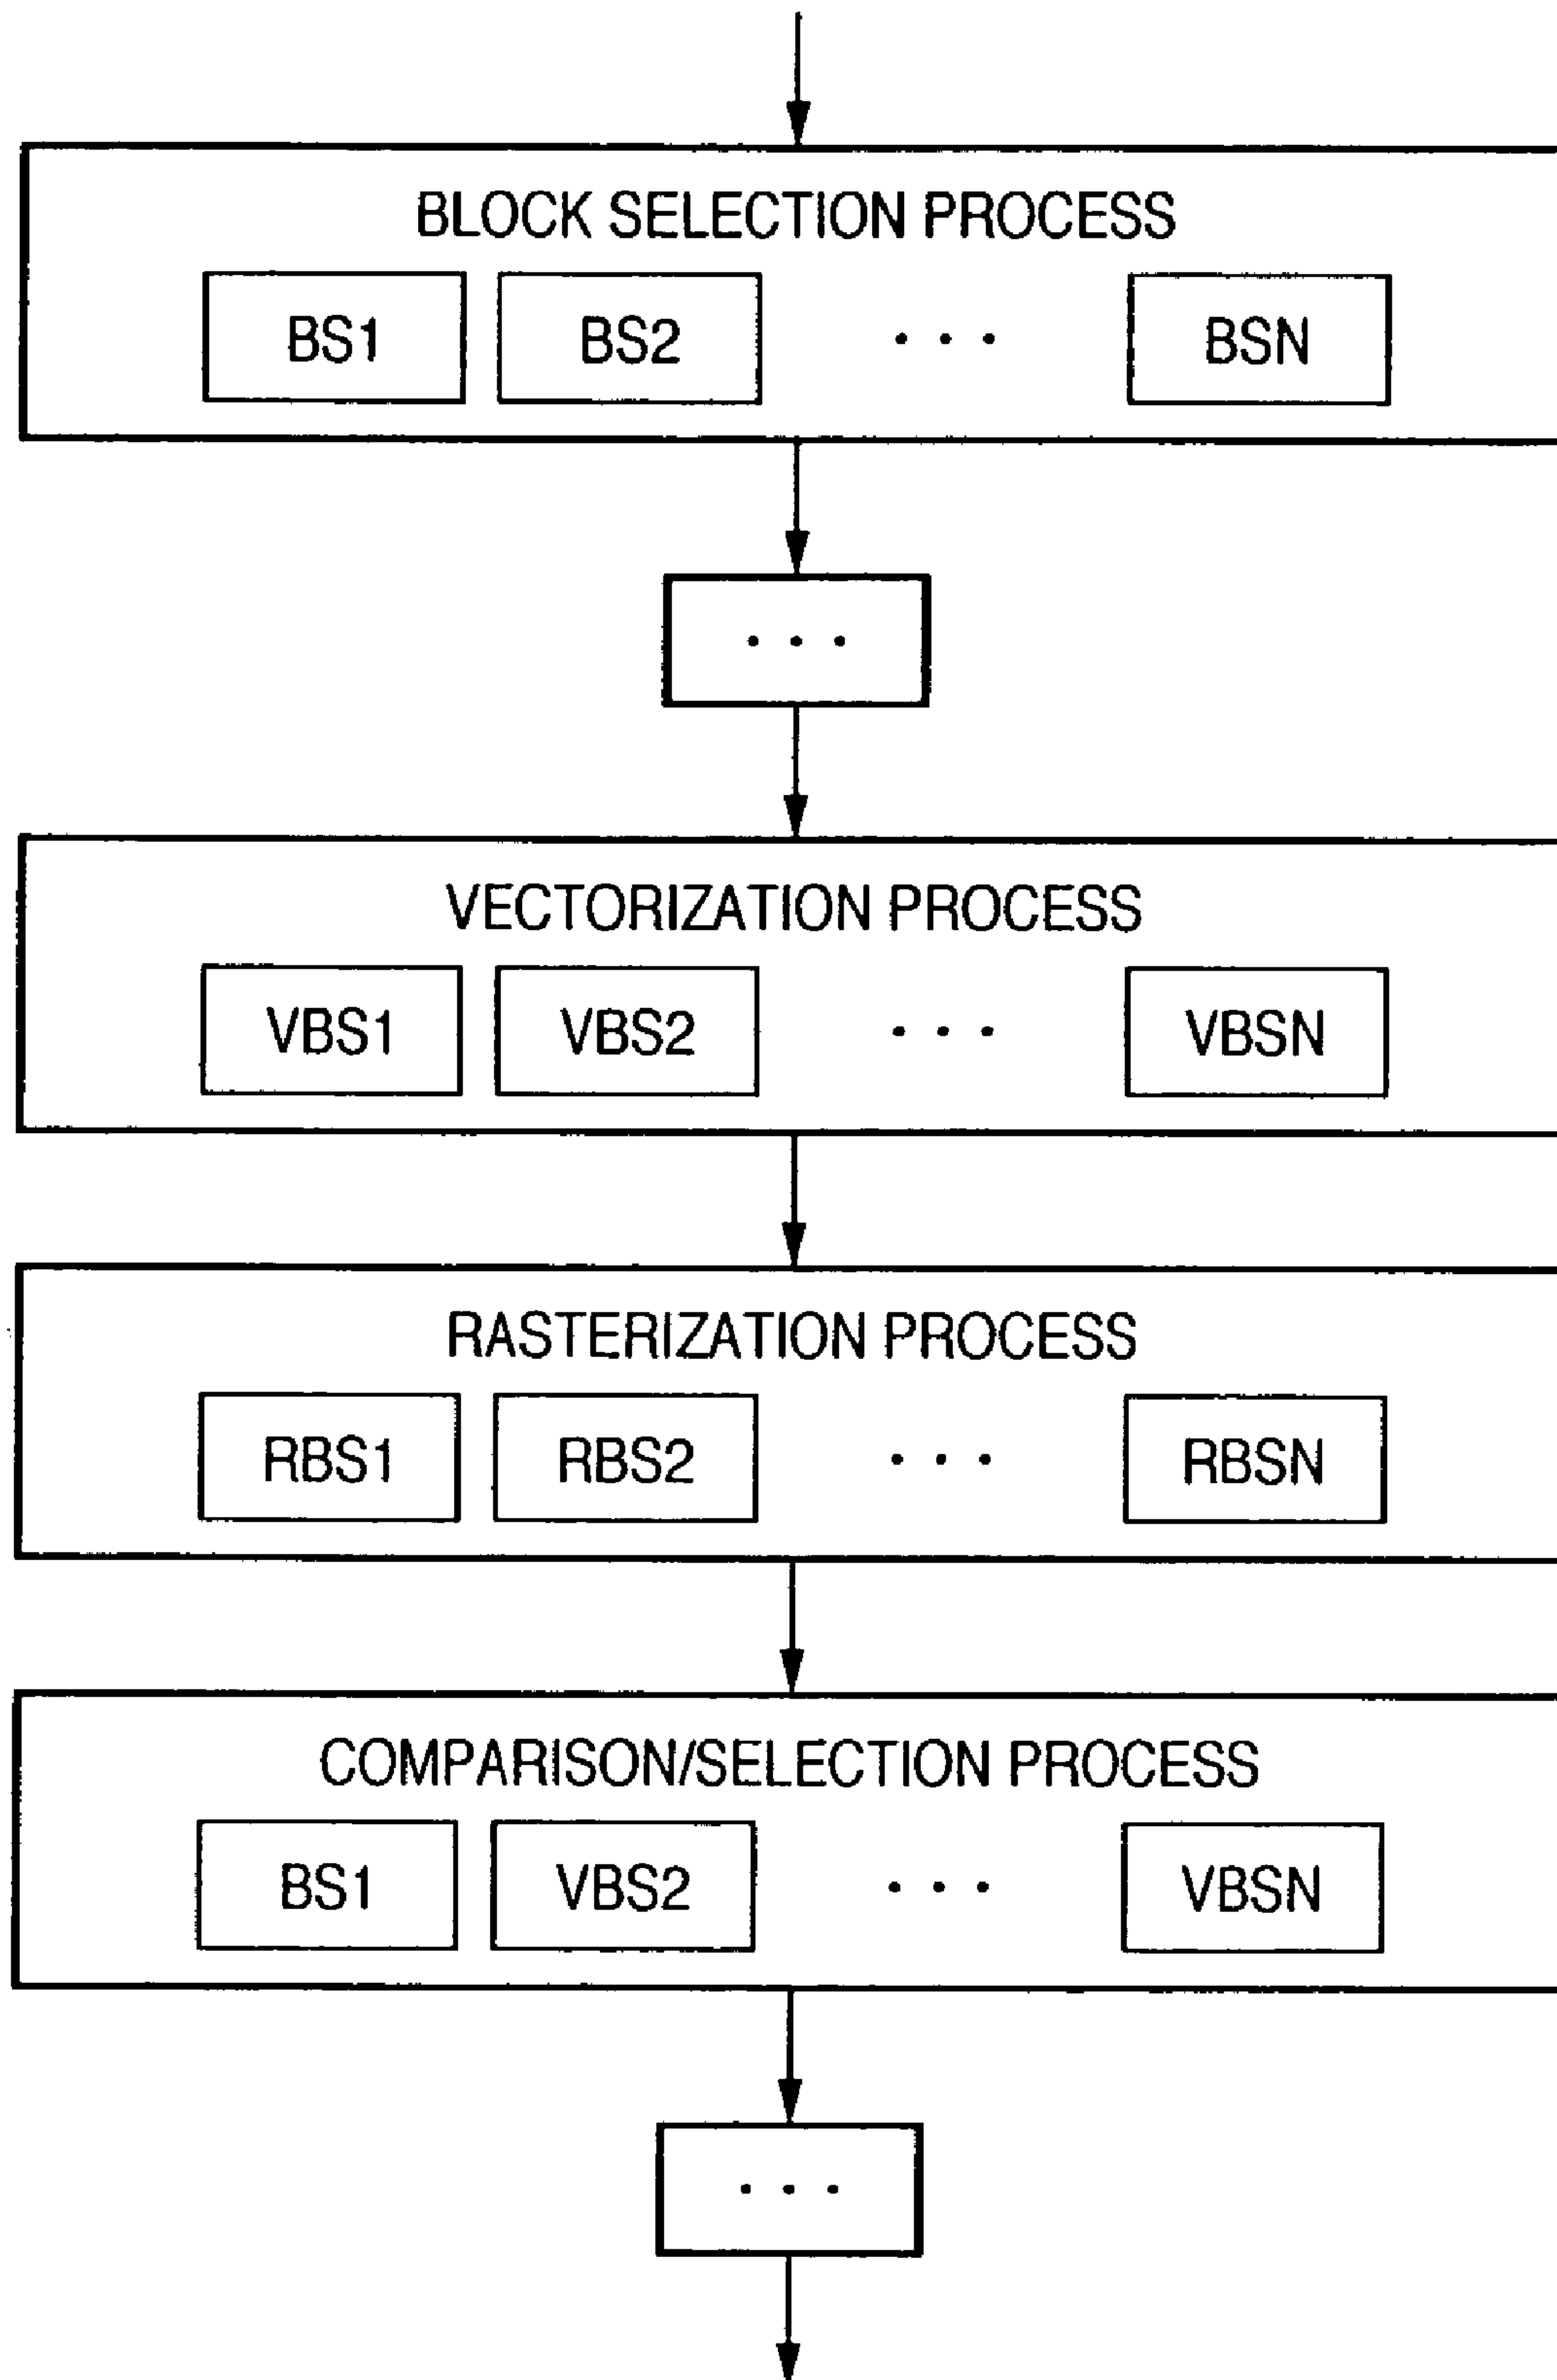 BLOCK SELECTION PROCESS
BS1 BS2 ... BSN
...
VECTORIZATION PROCESS
VBS1 VBS2 ... VBSN
RASTERIZATION PROCESS
RBS1 RBS2 ... RBSN
COMPARISON/SELECTION PROCESS
BS1 VBS2 ... VBSN
...